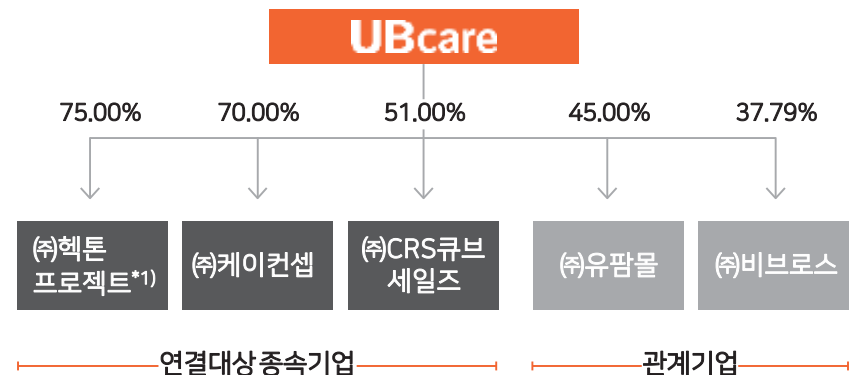 UBcare
75.00% 70.00% 51.00% 45.00% 37.79%
㈜헥톤
프로젝트*1)
㈜케이컨셉
㈜CRS큐브
세일즈
㈜유팜몰
㈜비브로스
연결대상 종속기업
관계기업